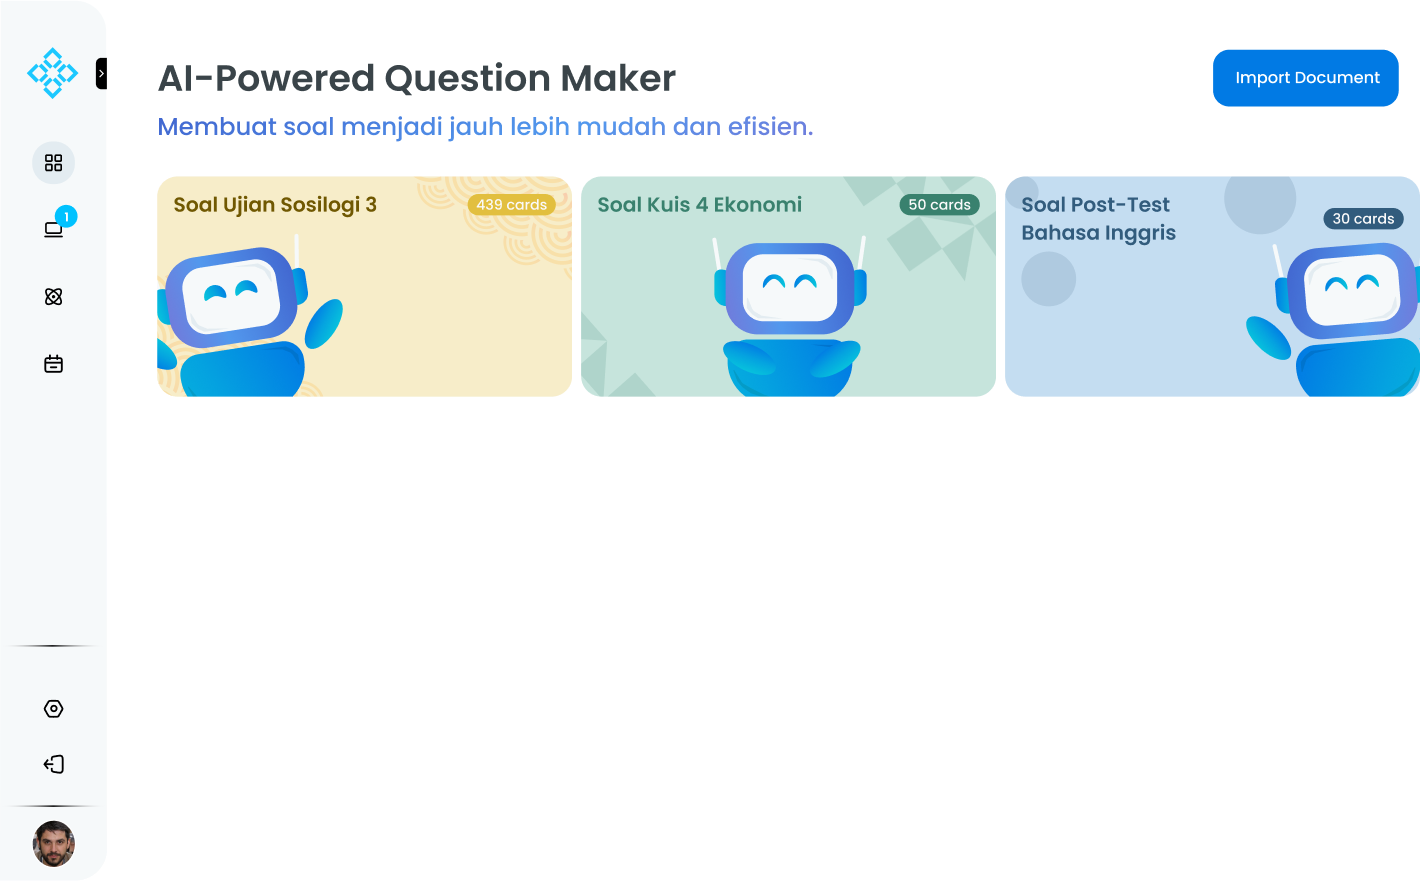 AI-Powered Question Maker
Import Document
Membuat soal menjadi jauh lebih mudah dan efisien.
1
Soal Ujian Sosilogi 3
439 cards
Soal Kuis 4 Ekonomi
50 cards
Soal Post-Test
Bahasa Inggris
30 cards